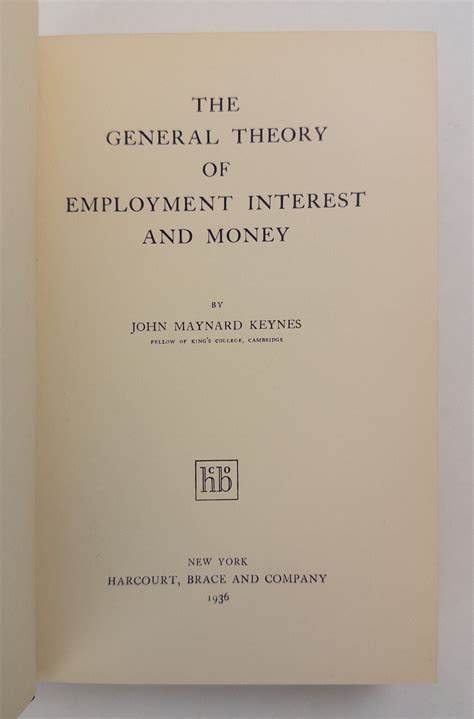 THE
GENERAL THEORY
OF
EMPLOYMENT INTEREST
AND MONEY
BY
JOHN MAYNARD KEYNES
FELLOW OF KING'S COLLEGE, CAMBRIDGE
hcbo
NEW YORK
HARCOURT, BRACE AND COMPANY
1936